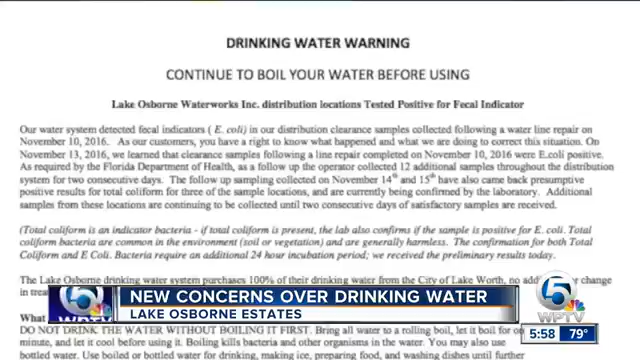 DRINKING WATER WARNING
CONTINUE TO BOIL YOUR WATER BEFORE USING
Lake Osborne Waterworks Inc. distribution locations Tested Positive for Fecal Indicator
Our water system detected fecal indicators ( E. coli) in our distribution clearance samples collected following a water line repair on
November 10, 2016. As our customers, you have a right to know what happened and what we are doing to correct this situation. On
November 13, 2016, we learned that clearance samples following a line repair completed on November 10, 2016 were E.coli positive.
As required by the Florida Department of Health, as a follow up the operator collected 12 additional samples throughout the distribution
system for two consecutive days. The follow up sampling collected on November 14th and 15th have also came back presumptive
positive results for total coliform for three of the sample locations, and are currently being confirmed by the laboratory. Additional
samples from these locations are continuing to be collected until two consecutive days of satisfactory samples are received.
(Total coliform is an indicator bacteria - if total coliform is present, the lab also confirms if the sample is positive for E. coli. Total
coliform bacteria are common in the environment (soil or vegetation) and are generally harmless. The confirmation for both Total
Coliform and E Coli. Bacteria require an additional 24 hour incubation period; we received the preliminary results today.
The Lake Osborne drinking water system purchases 100% of their drinking water from the City of Lake Worth, no change
in
5
WPTV
NEW CONCERNS OVER DRINKING WATER
LAKE OSBORNE ESTATES
5
WPTV
5:58 79°
DO NOT DRINK THE WATER WITHOUT BOILING IT FIRST. Bring all water to a rolling boil, let it boil for
minute, and let it cool before using it. Boiling kills bacteria and other organisms in the water. You may also use
bottled water. Use boiled or bottled water for drinking, making ice, preparing food, and washing dishes until further